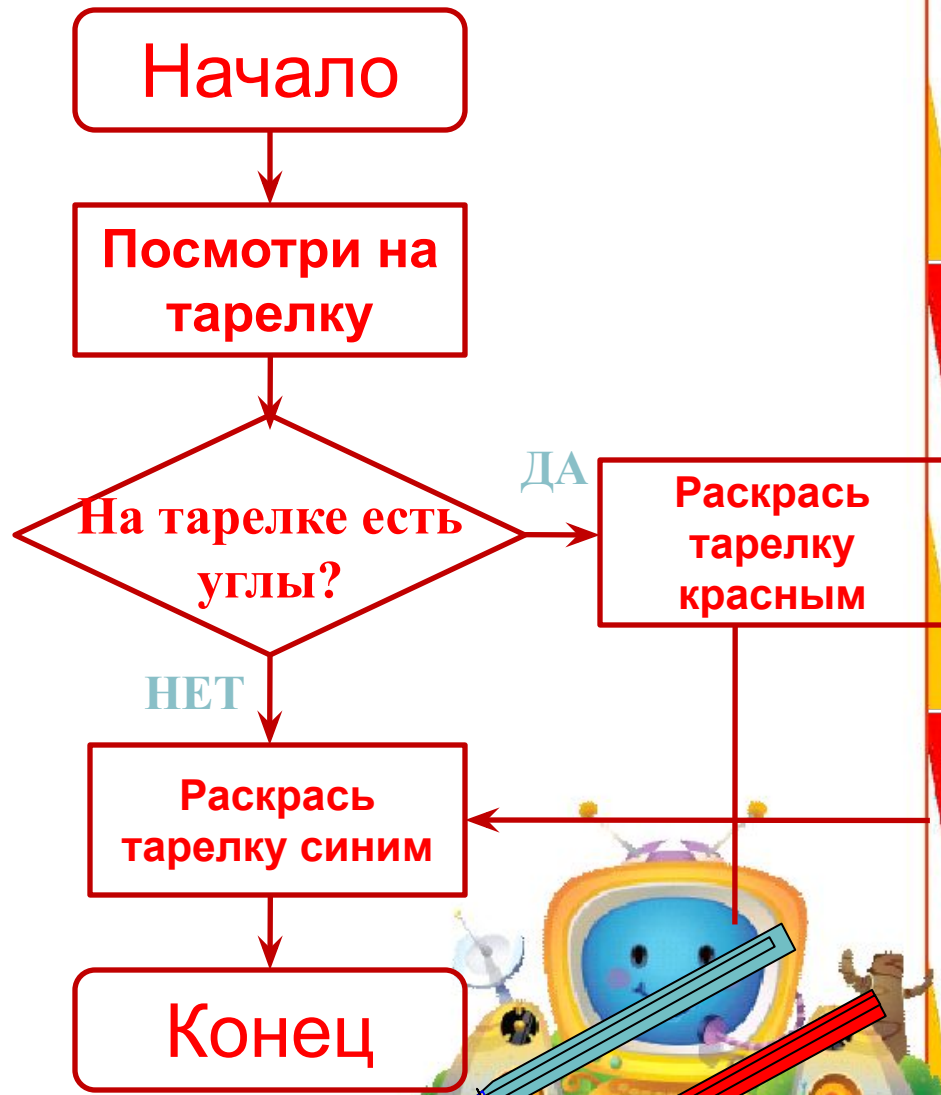 Начало
Посмотри на
тарелку
На тарелке есть
углы?
ДА
Раскрась
тарелку
красным
НЕТ
Раскрась
тарелку синим
Конец